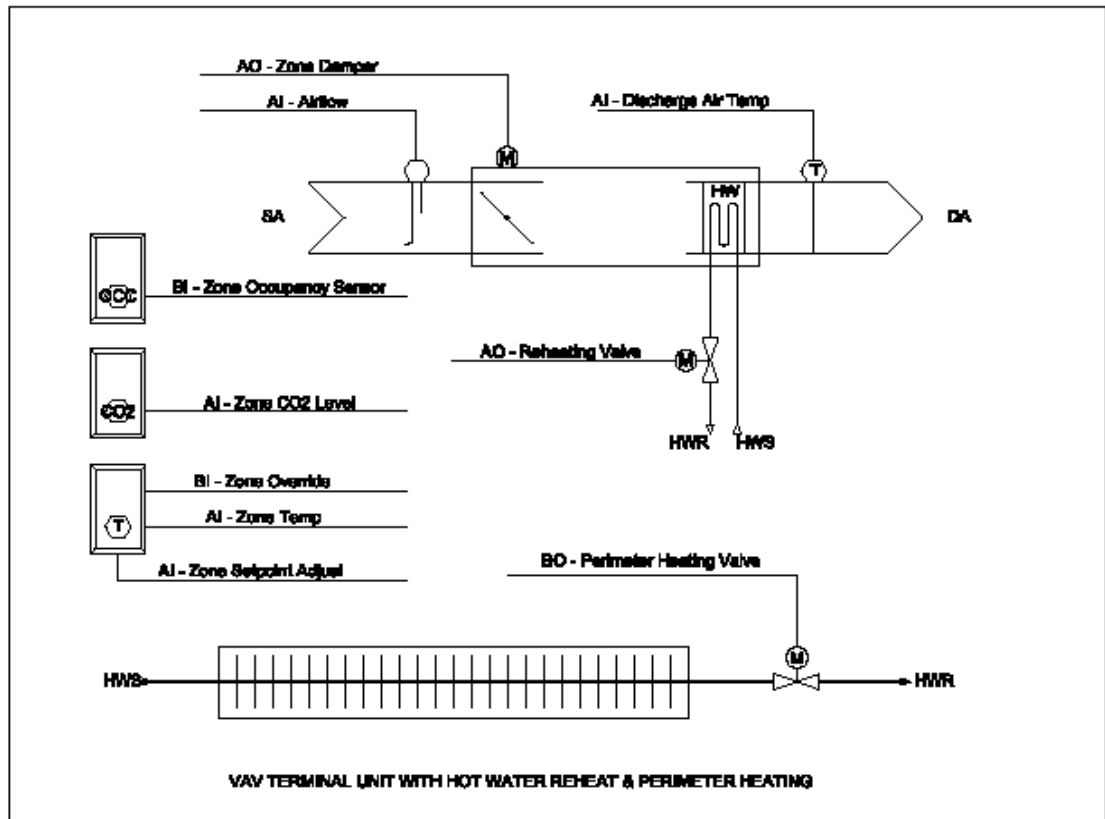 AO - Zone Damper
AI - Airflow
AI - Discharge Air Temp
M
T
HW
SA
DA
OCC
BI - Zone Occupancy Sensor
AO - Reheating Valve
M
CO2
AI - Zone CO2 Level
HWR
HWS
BI - Zone Override
T
AI - Zone Temp
AI - Zone Setpoint Adjust
BO - Perimeter Heating Valve
M
HWS
HWR
VAV TERMINAL UNIT WITH HOT WATER REHEAT & PERIMETER HEATING